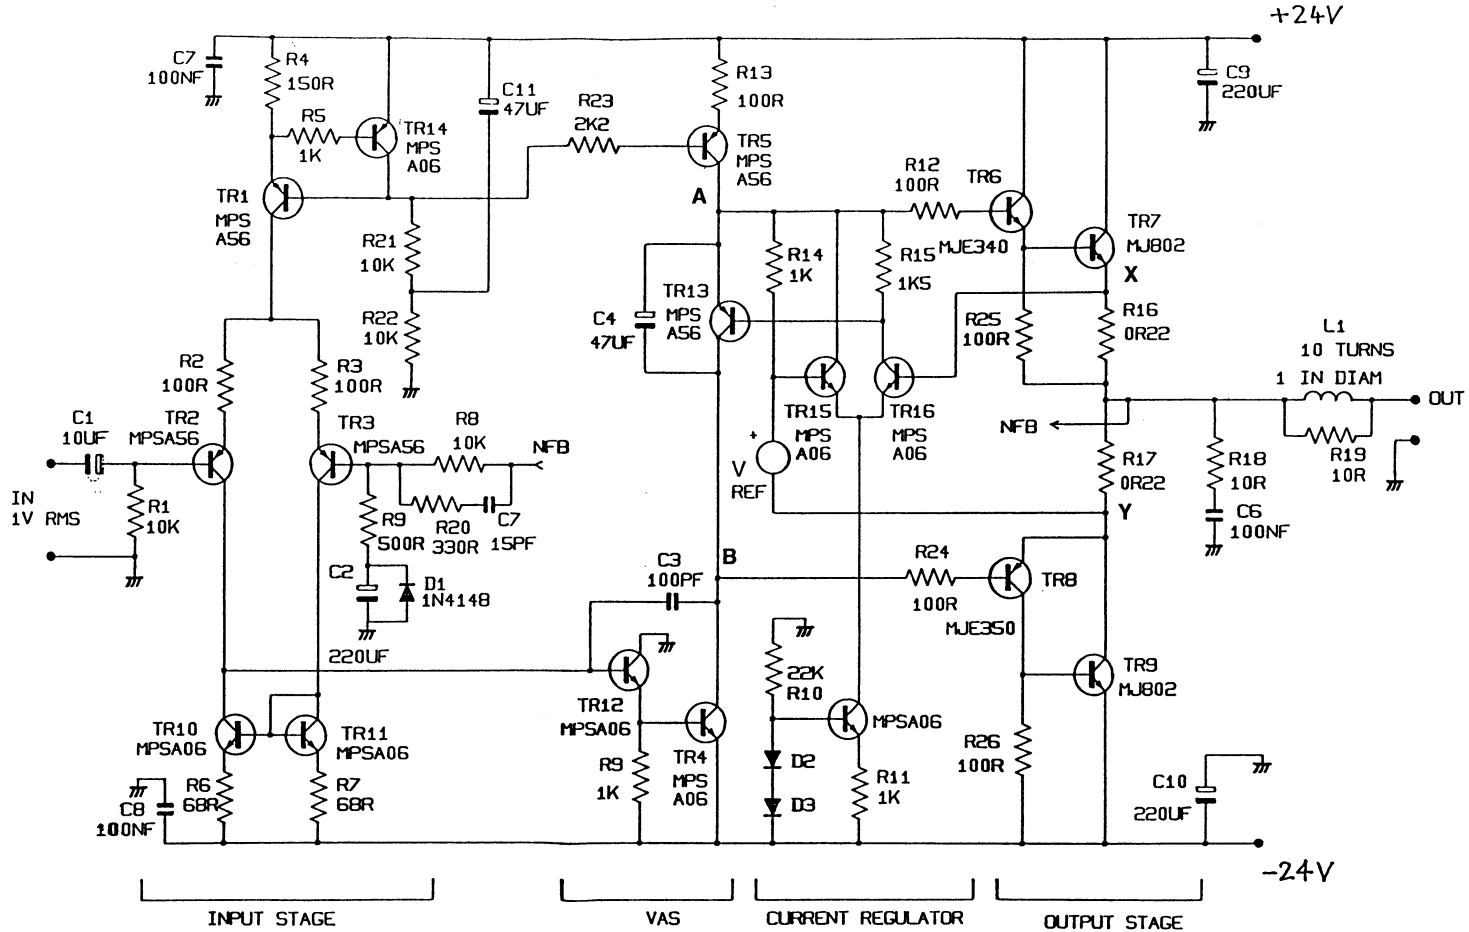 +24V
C7
100NF
R4
150R
R5
1K
TR14
MPS
A06
C11
47UF
R23
2K2
R13
100R
TR5
MPS
A56
C9
220UF
TR1
MPS
A56
A
R12
100R
TR6
MJE340
TR7
MJ802
X
R21
10K
R22
10K
R14
1K
R15
1K5
TR13
MPS
A56
C4
47UF
R25
100R
R16
0R22
L1
10 TURNS
1 IN DIAM
OUT
R2
100R
R3
100R
TR15
MPS
A06
TR16
MPS
A06
NFB
C1
10UF
TR2
MPSA56
TR3
MPSA56
R8
10K
NFB
+
V
REF
R17
0R22
Y
R18
10R
R19
10R
C6
100NF
IN
1V RMS
R1
10K
R9
500R
R20
330R
C7
15PF
C2
220UF
D1
1N4148
C3
100PF
B
R24
100R
TR8
MJE350
22K
R10
TR12
MPSA06
MPSA06
TR9
MJ802
TR10
MPSA06
TR11
MPSA06
R9
1K
TR4
MPS
A06
D2
D3
R11
1K
R26
100R
C8
100NF
R6
68R
R7
68R
C10
220UF
-24V
INPUT STAGE
VAS
CURRENT REGULATOR
OUTPUT STAGE